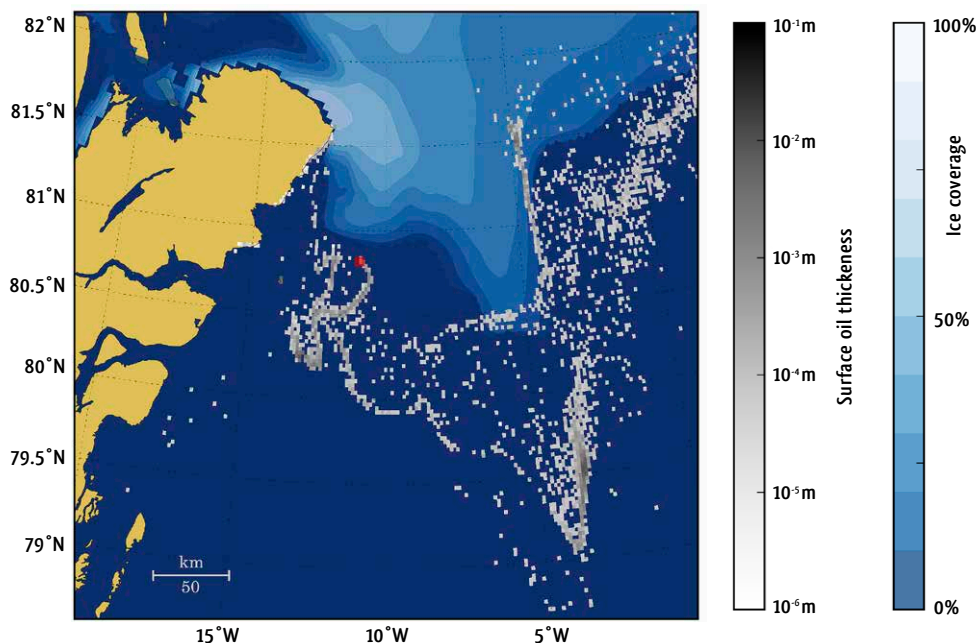 82˚N
81.5˚N
81˚N
80.5˚N
80˚N
79.5˚N
79˚N
km
50
15˚W
10˚W
5˚W
10⁻¹m
10⁻²m
10⁻³m
10⁻⁴m
10⁻⁵m
10⁻⁶m
Surface oil thickeness
100%
50%
0%
Ice coverage